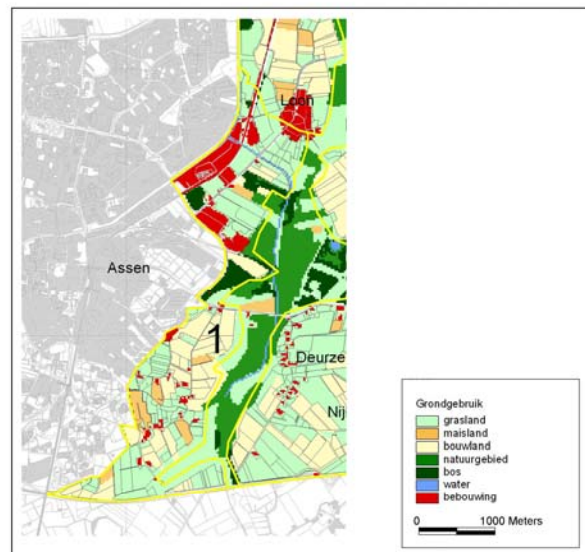 Loon
Assen
1
Deurze
Nij
Grondgebruik
grasland
maisland
bouwland
natuurgebied
bos
water
bebouwing
0 1000 Meters